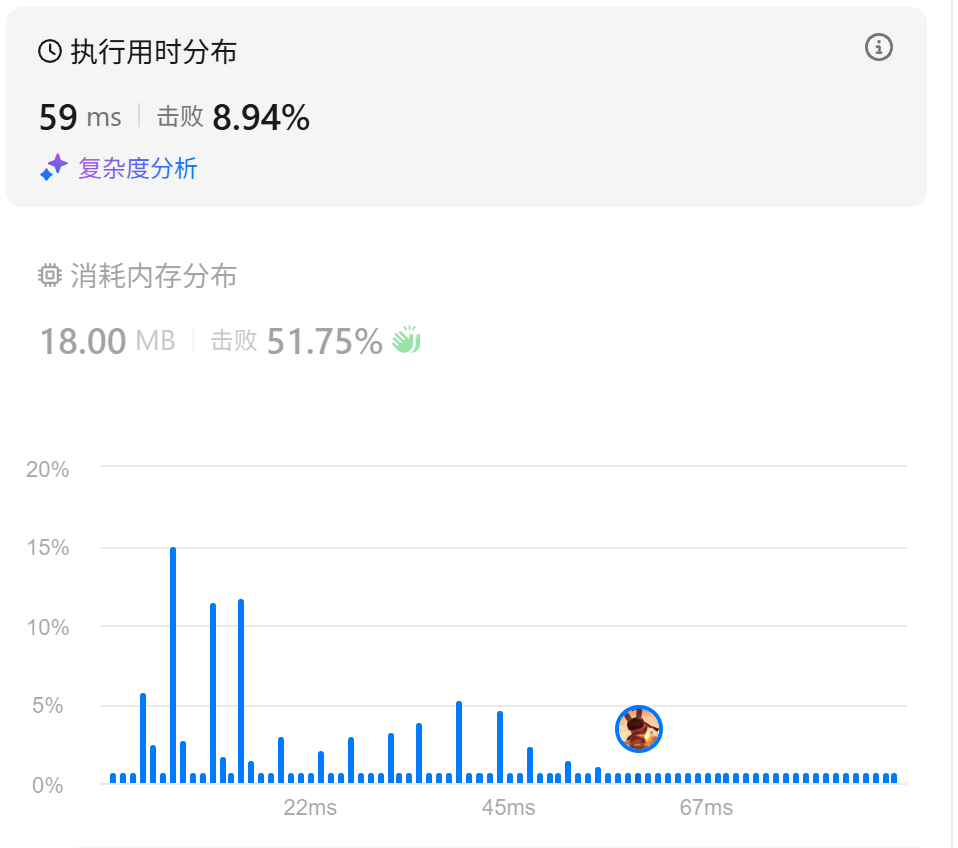 执行用时分布
59 ms 击败 8.94%
复杂度分析
消耗内存分布
18.00 MB 击败 51.75%
20%
15%
10%
5%
0%
22ms 45ms 67ms